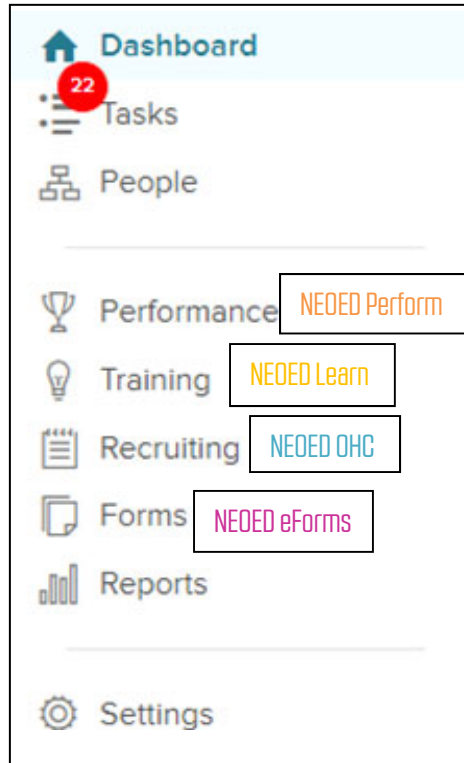 Dashboard
22
Tasks
People
Performance NEOED Perform
Training NEOED Learn
Recruiting NEOED OHC
Forms NEOED eForms
Reports
Settings